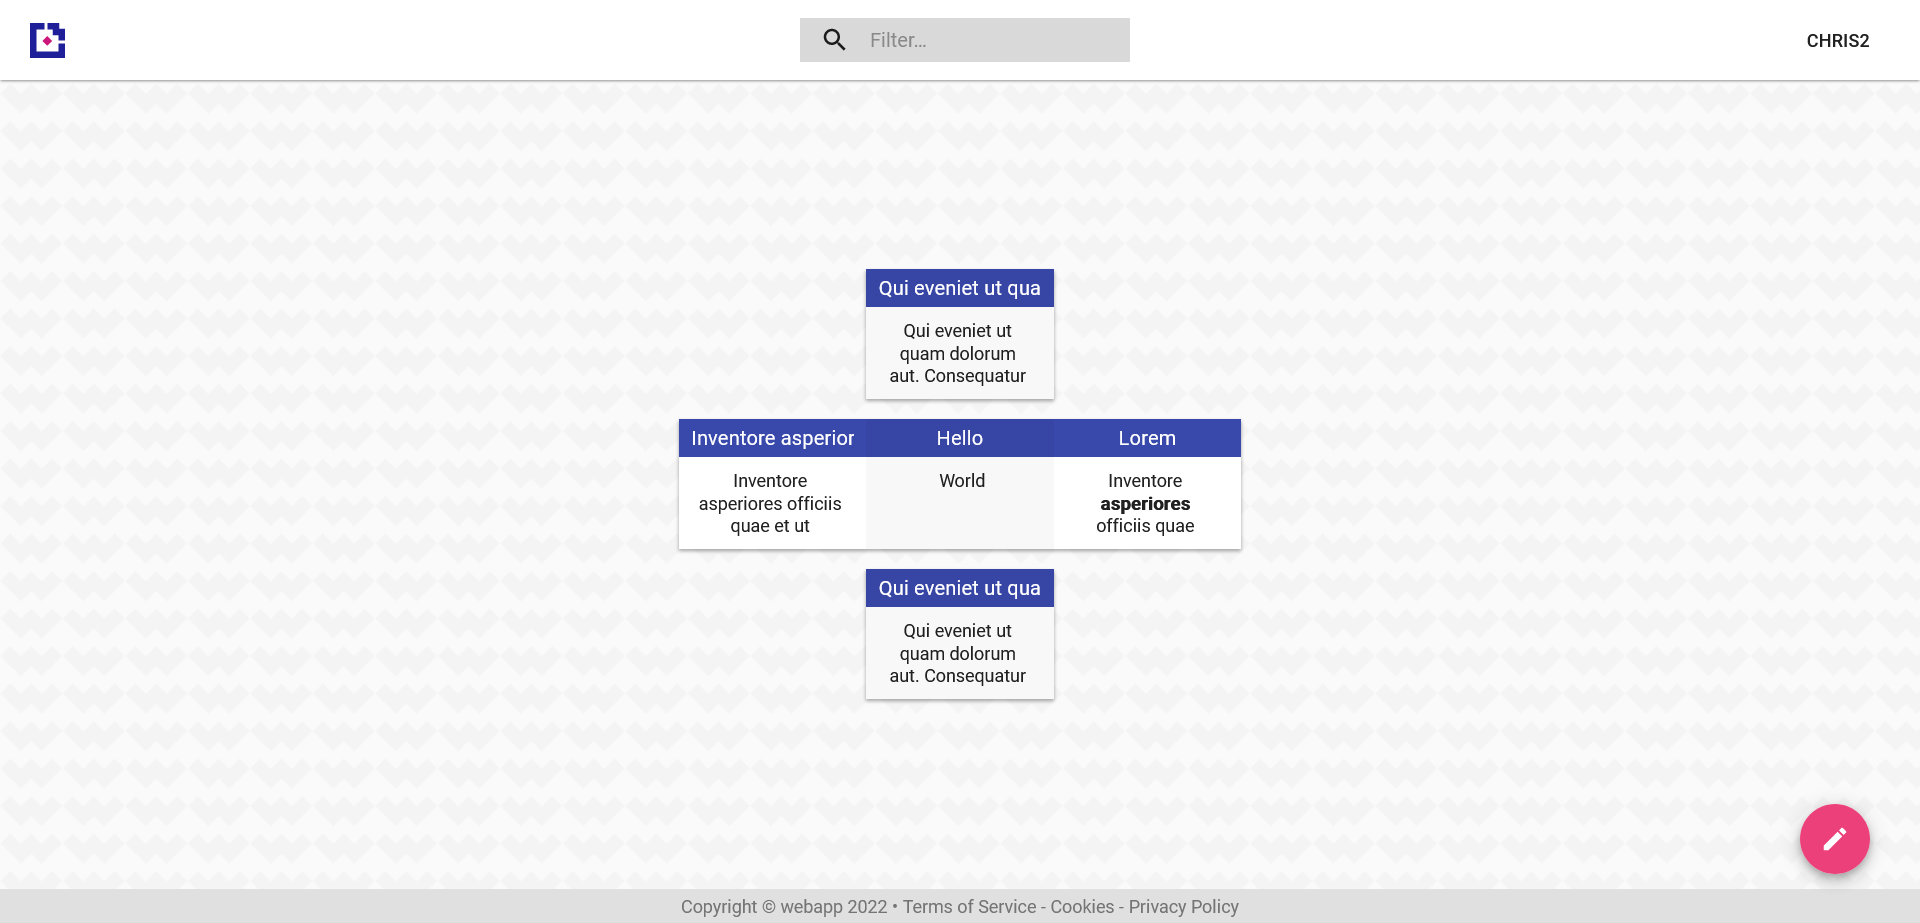 Filter...
CHRIS2
Qui eveniet ut qua
Qui eveniet ut
quam dolorum
aut. Consequatur
Inventore asperior
Inventore
asperiores officiis
quae et ut
Hello
World
Lorem
Inventore
asperiores
officiis quae
Qui eveniet ut qua
Qui eveniet ut
quam dolorum
aut. Consequatur
Copyright © webapp 2022 • Terms of Service - Cookies - Privacy Policy